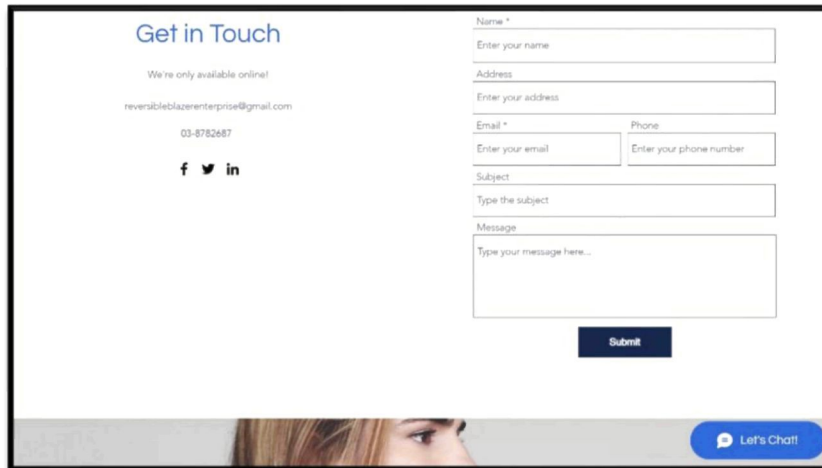 Get in Touch
We're only available online!
reversibleblazerenterprise@gmail.com
03-8782687
Name *
Enter your name
Address
Enter your address
Email *
Phone
Enter your email
Enter your phone number
Subject
Type the subject
Message
Type your message here...
Submit
Let's Chat!